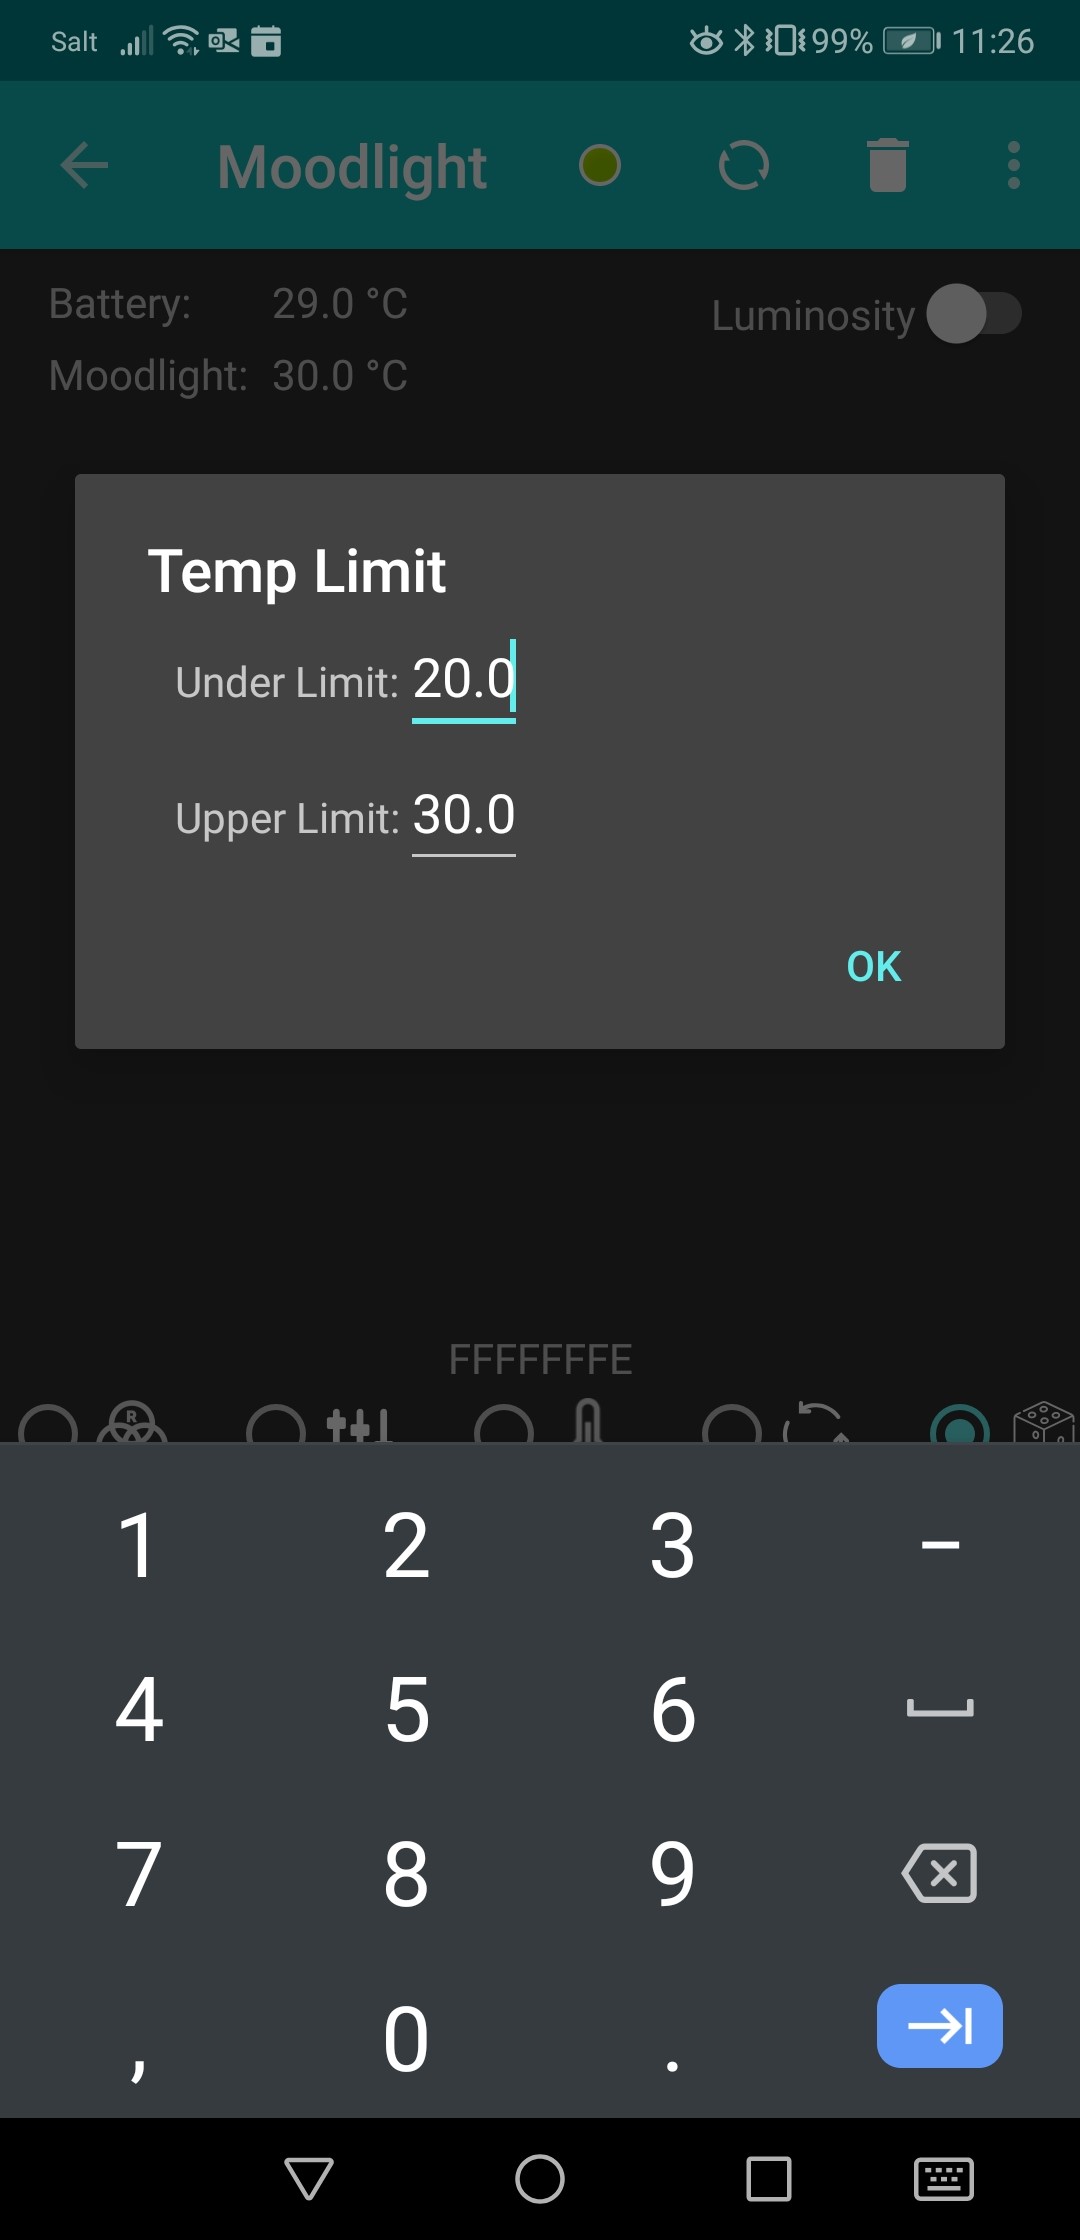 Salt 99% 11:26
Moodlight
Battery: 29.0 °C Luminosity
Moodlight: 30.0 °C
Temp Limit
Under Limit: 20.0
Upper Limit: 30.0
OK
FFFFFFFE
R
1 2 3 –
4 5 6
7 8 9
, 0 .